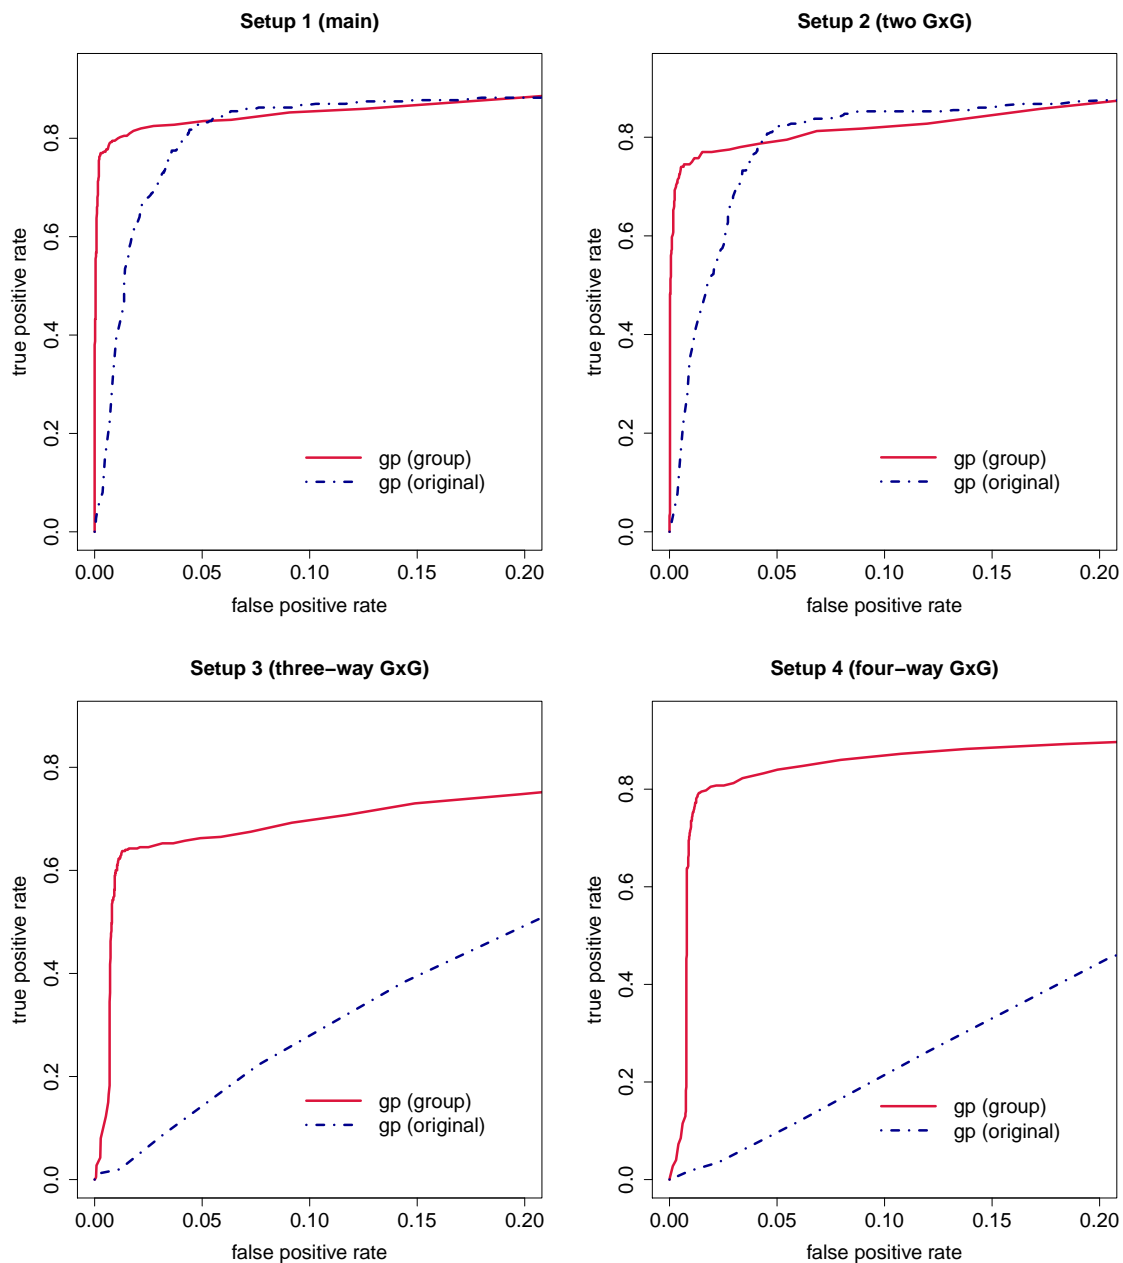 Setup 1 (main)
true positive rate
0.0 0.2 0.4 0.6 0.8
gp (group)
gp (original)
0.00 0.05 0.10 0.15 0.20
false positive rate
Setup 2 (two GxG)
true positive rate
0.0 0.2 0.4 0.6 0.8
gp (group)
gp (original)
0.00 0.05 0.10 0.15 0.20
false positive rate
Setup 3 (three−way GxG)
true positive rate
0.0 0.2 0.4 0.6 0.8
gp (group)
gp (original)
0.00 0.05 0.10 0.15 0.20
false positive rate
Setup 4 (four−way GxG)
true positive rate
0.0 0.2 0.4 0.6 0.8
gp (group)
gp (original)
0.00 0.05 0.10 0.15 0.20
false positive rate